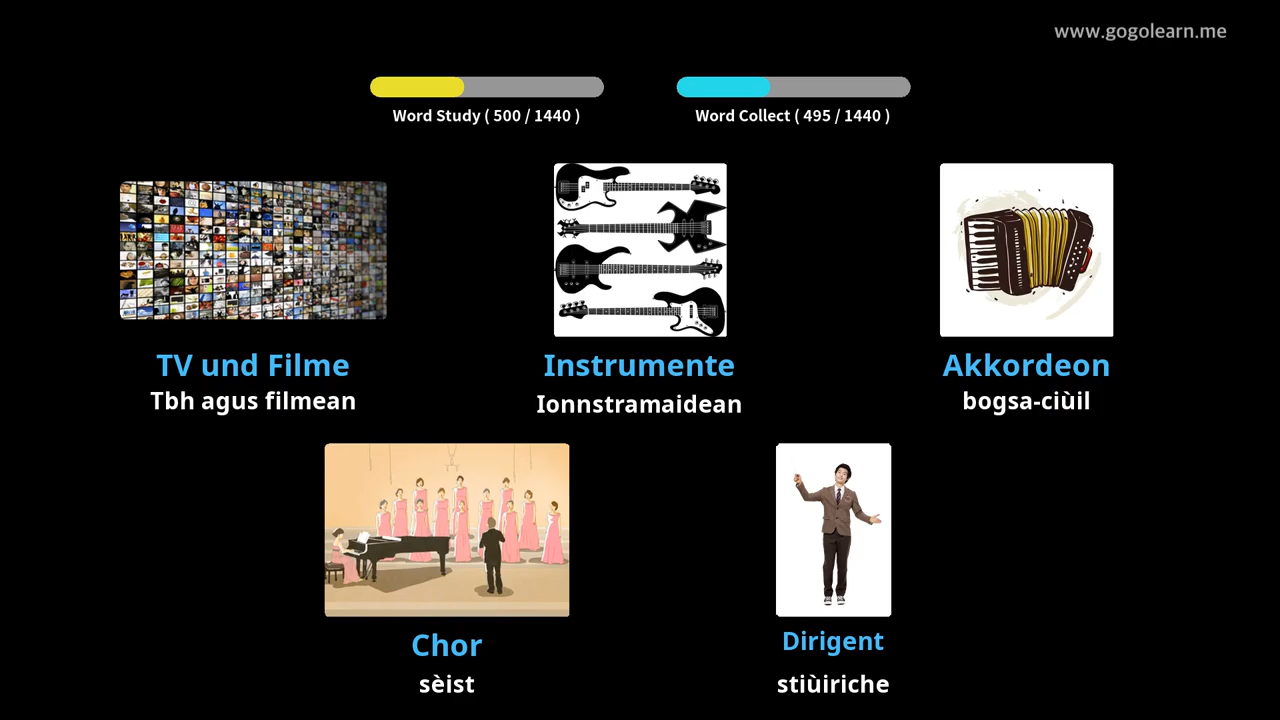 www.gogolearn.me
Word Study ( 500 / 1440 )
Word Collect ( 495 / 1440 )
TV und Filme
Tbh agus filmean
Instrumente
Ionnstramaidean
Akkordeon
bogsa-ciùil
Chor
sèist
Dirigent
stiùiriche